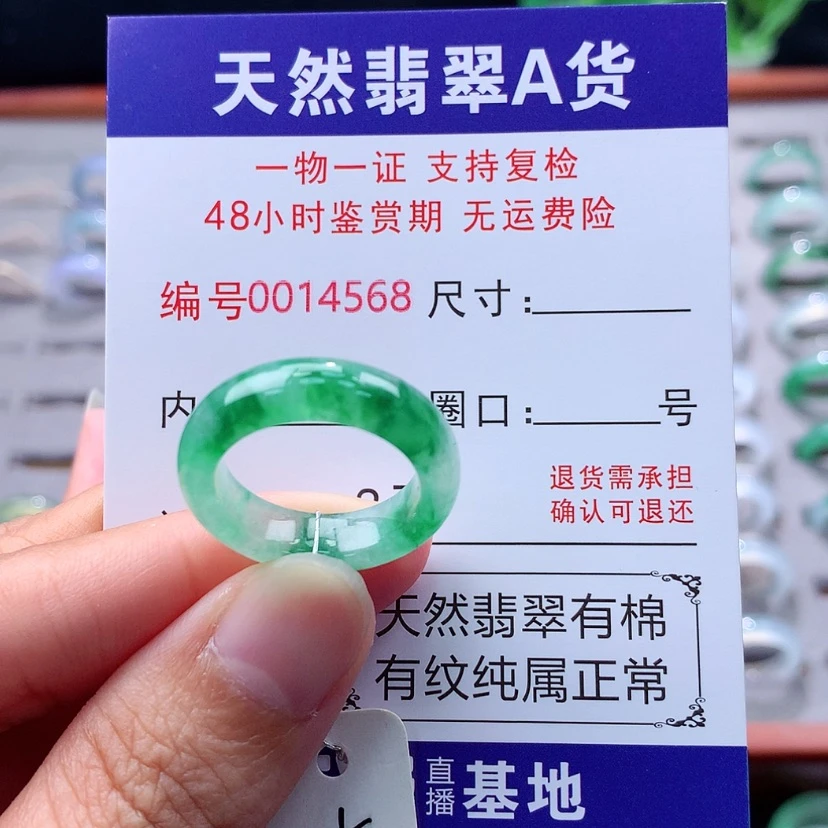 天然翡翠A货
一物一证 支持复检
48小时鉴赏期 无运费险
编号0014568 尺寸:
内 圈口: 号
退货需承担
确认可退还
天然翡翠有棉
有纹纯属正常
直播基地